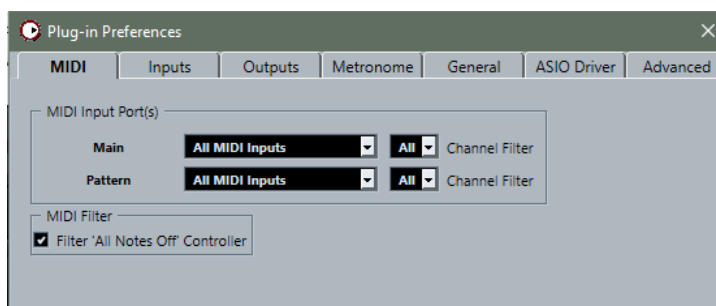 Plug-in Preferences
MIDI Inputs Outputs Metronome General ASIO Driver Advanced
MIDI Input Port(s)
Main All MIDI Inputs All Channel Filter
Pattern All MIDI Inputs All Channel Filter
MIDI Filter
Filter 'All Notes Off' Controller